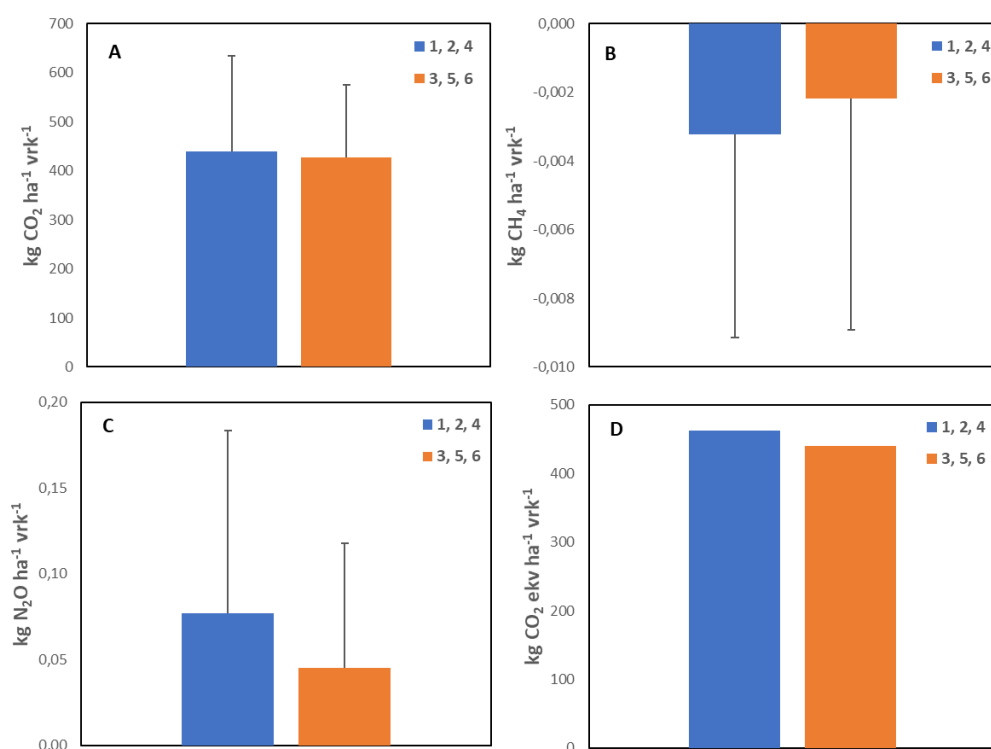 A
1, 2, 4
3, 5, 6
kg CO₂ ha⁻¹ vrk⁻¹
700
600
500
400
300
200
100
0
B
1, 2, 4
3, 5, 6
kg CH₄ ha⁻¹ vrk⁻¹
0,000
-0,002
-0,004
-0,006
-0,008
-0,010
C
1, 2, 4
3, 5, 6
kg N₂O ha⁻¹ vrk⁻¹
0,20
0,15
0,10
0,05
0,00
D
1, 2, 4
3, 5, 6
kg CO₂ ekv ha⁻¹ vrk⁻¹
500
400
300
200
100
0